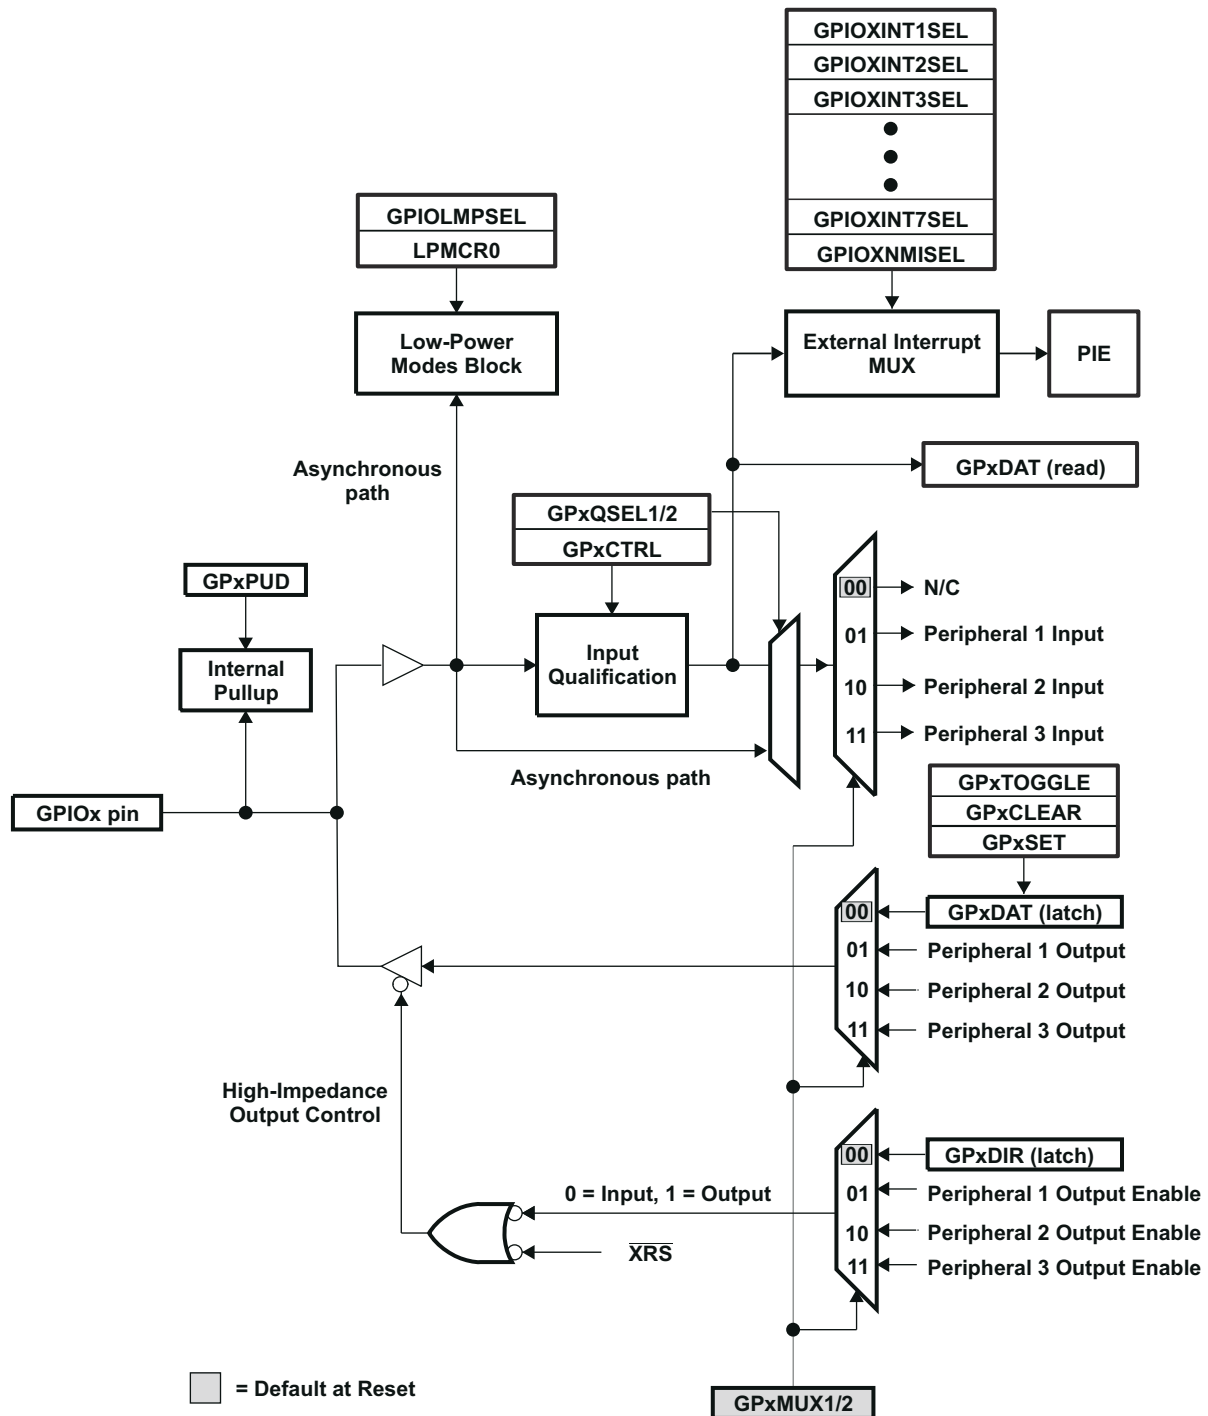 GPIOXINT1SEL
GPIOXINT2SEL
GPIOXINT3SEL
GPIOXINT7SEL
GPIOXNMISEL
GPIOLMPSEL
LPMCR0
Low-Power
Modes Block
External Interrupt
MUX
PIE
Asynchronous
path
GPxDAT (read)
GPxQSEL1/2
GPxCTRL
GPxPUD
Internal
Pullup
Input
Qualification
00
N/C
01
Peripheral 1 Input
10
Peripheral 2 Input
11
Peripheral 3 Input
Asynchronous path
GPIOx pin
GPxTOGGLE
GPxCLEAR
GPxSET
00
GPxDAT (latch)
01
Peripheral 1 Output
10
Peripheral 2 Output
11
Peripheral 3 Output
High-Impedance
Output Control
00
GPxDIR (latch)
0 = Input, 1 = Output
01
Peripheral 1 Output Enable
10
Peripheral 2 Output Enable
XRS
11
Peripheral 3 Output Enable
= Default at Reset
GPxMUX1/2